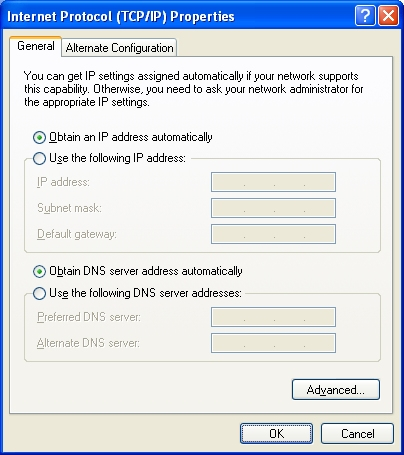 Internet Protocol (TCP/IP) Properties
General
Alternate Configuration
You can get IP settings assigned automatically if your network supports
this capability. Otherwise, you need to ask your network administrator for
the appropriate IP settings.
Obtain an IP address automatically
Use the following IP address:
IP address:
Subnet mask:
Default gateway:
Obtain DNS server address automatically
Use the following DNS server addresses:
Preferred DNS server:
Alternate DNS server:
Advanced...
OK
Cancel